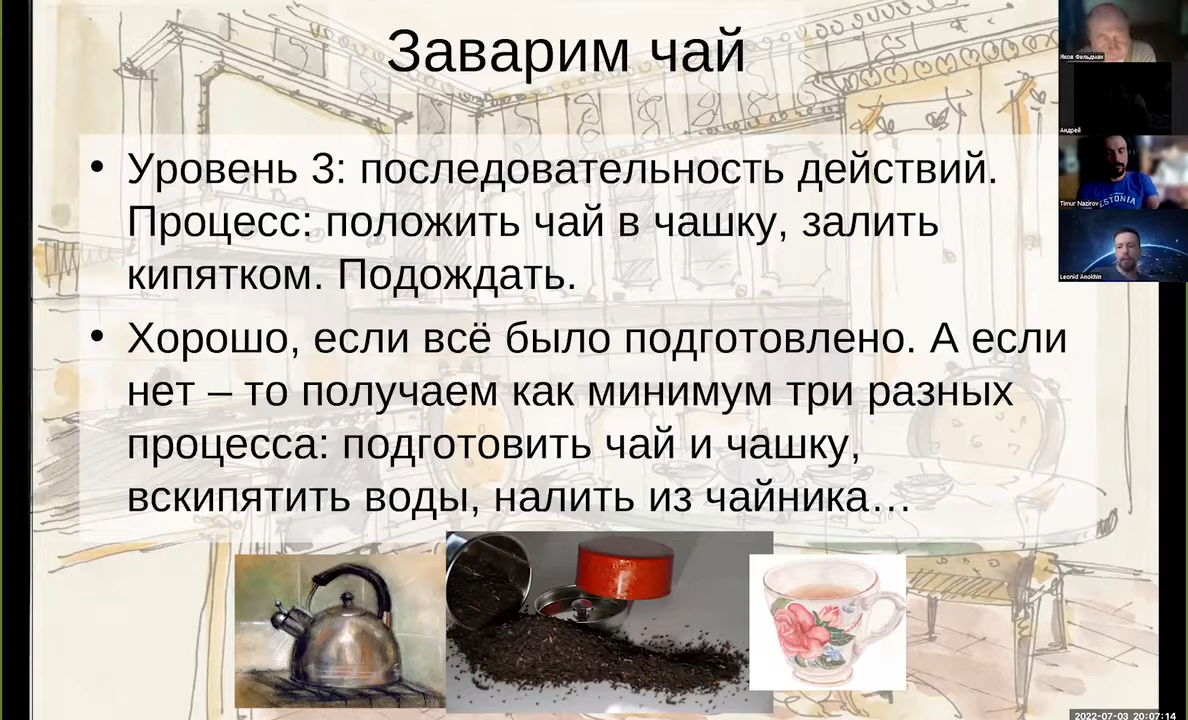 Заварим чай
• Уровень 3: последовательность действий.
Процесс: положить чай в чашку, залить
кипятком. Подождать.
• Хорошо, если всё было подготовлено. А если
нет – то получаем как минимум три разных
процесса: подготовить чай и чашку,
вскипятить воды, налить из чайника…
Яков Фельдман
Андрей
Timur Nazirov
ESTONIA
Leonid Anokhin
2022-07-03 20:07:14